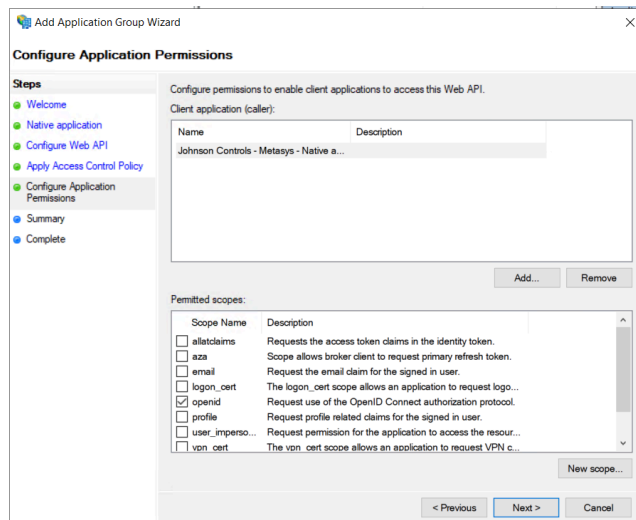 Add Application Group Wizard
Configure Application Permissions
Steps
Welcome
Native application
Configure Web API
Apply Access Control Policy
Configure Application
Permissions
Summary
Complete
Configure permissions to enable client applications to access this Web API.
Client application (caller):
Name Description
Johnson Controls - Metasys - Native a...
Add... Remove
Permitted scopes:
Scope Name Description
allatclaims Requests the access token claims in the identity token.
aza Scope allows broker client to request primary refresh token.
email Request the email claim for the signed in user.
logon_cert The logon_cert scope allows an application to request logo...
openid Request use of the OpenID Connect authorization protocol.
profile Request profile related claims for the signed in user.
user_imperso... Request permission for the application to access the resour...
vpn_cert The vpn_cert scope allows an application to request VPN c...
New scope...
< Previous Next > Cancel